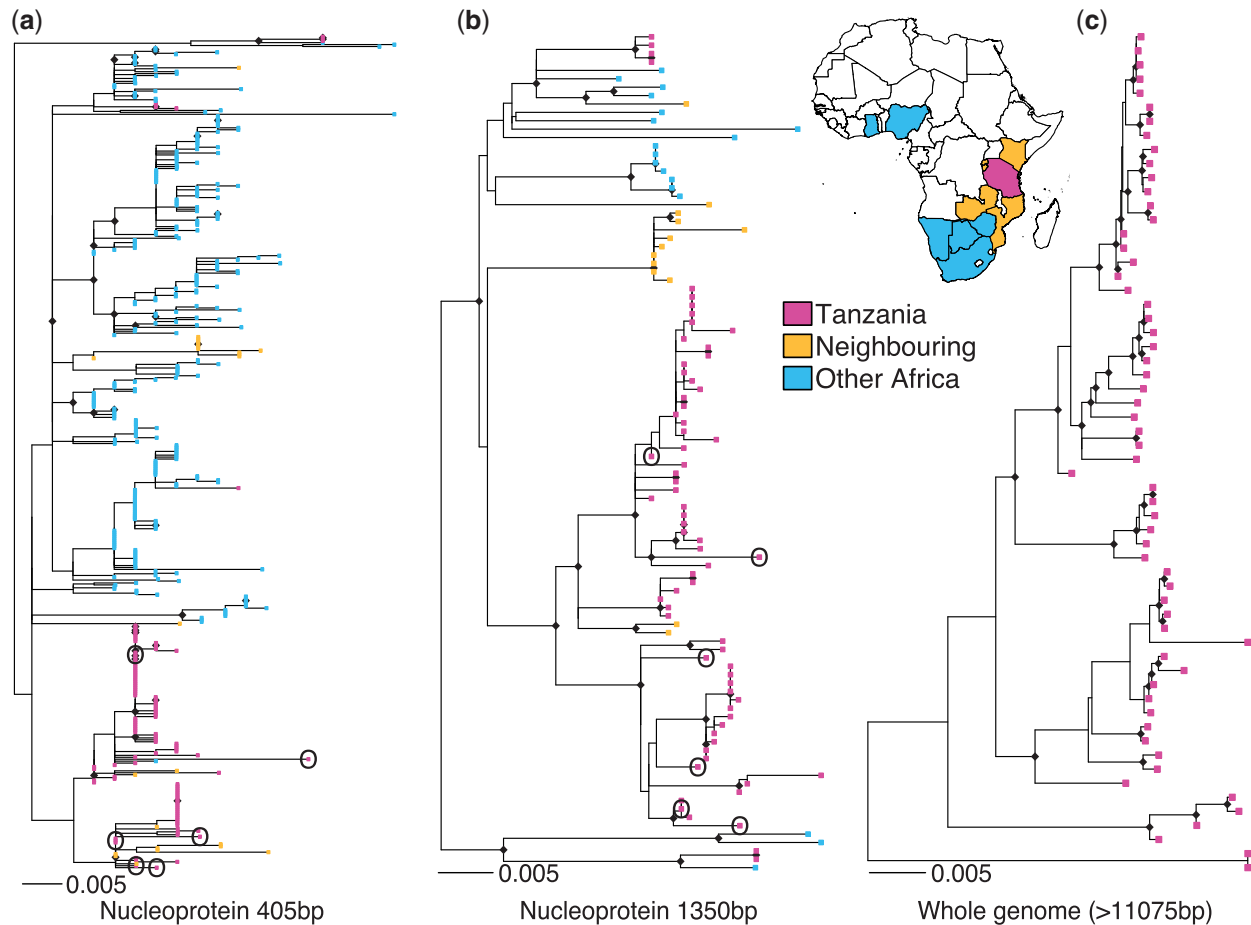 (a)
(b)
(c)
Tanzania
Neighbouring
Other Africa
0.005
0.005
0.005
Nucleoprotein 405bp
Nucleoprotein 1350bp
Whole genome (>11075bp)